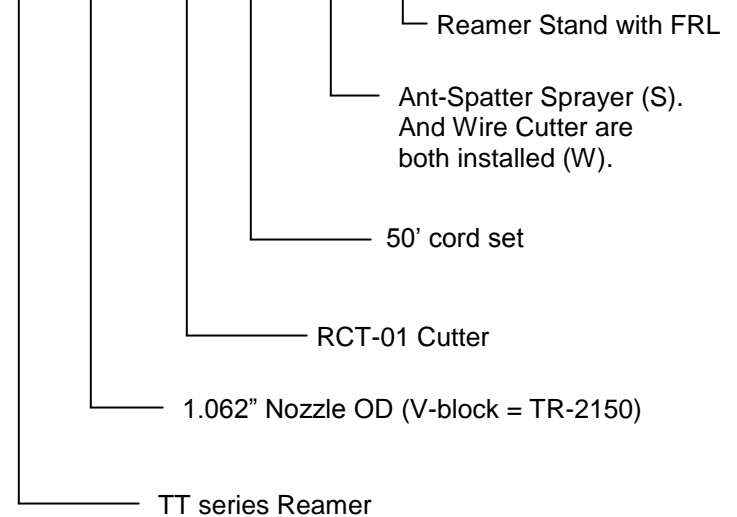 Reamer Stand with FRL
Ant-Spatter Sprayer (S).
And Wire Cutter are
both installed (W).
50’ cord set
RCT-01 Cutter
1.062” Nozzle OD (V-block = TR-2150)
TT series Reamer